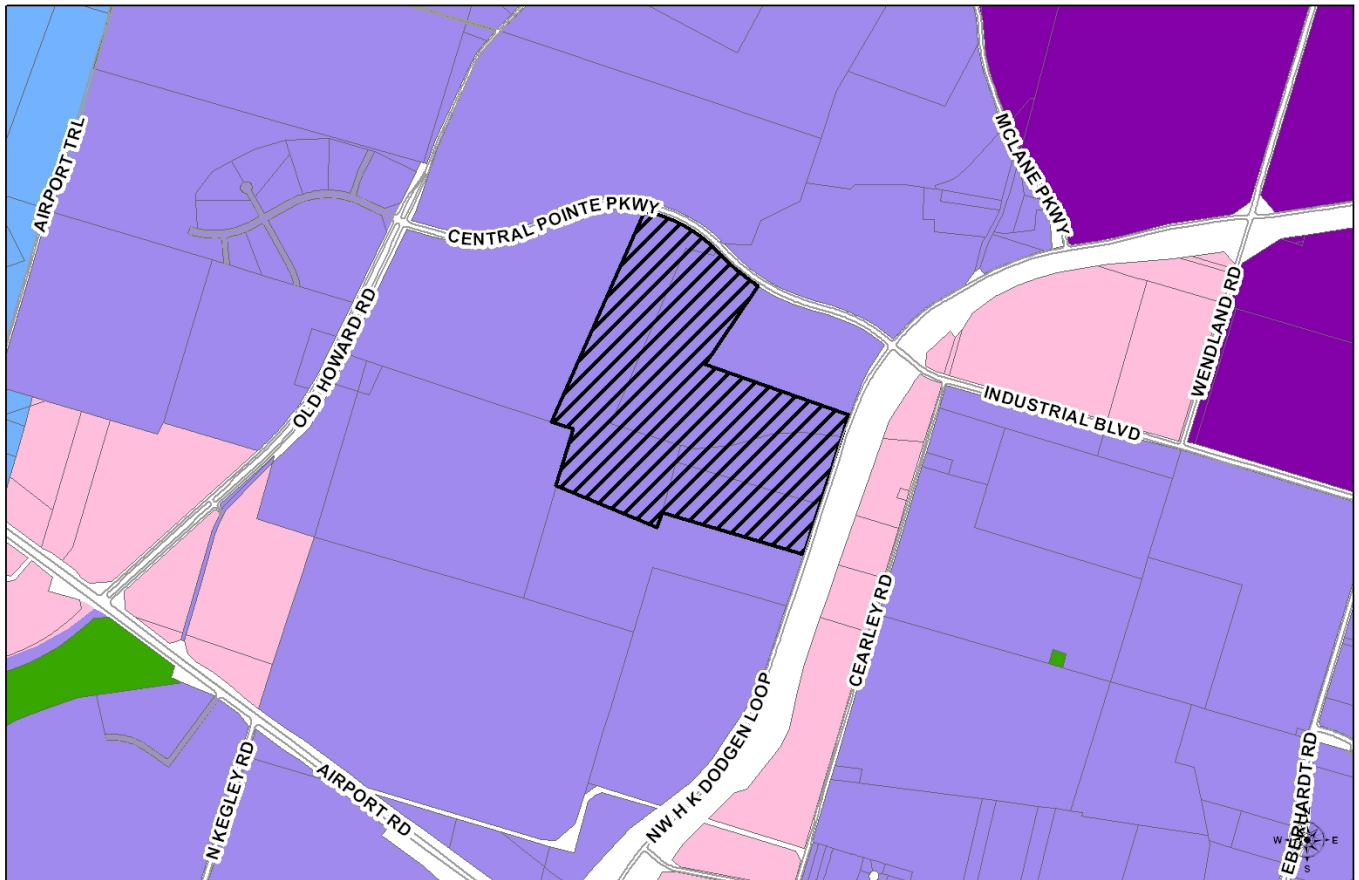 AIRPORT TRL
MCLANE PKWY
CENTRAL POINTE PKWY
OLD HOWARD RD
WENDLAND RD
INDUSTRIAL BLVD
CEARLEY RD
NW H K DODGEN LOOP
N KEGLEY RD
AIRPORT RD
EBERHARDT RD
W
E
S